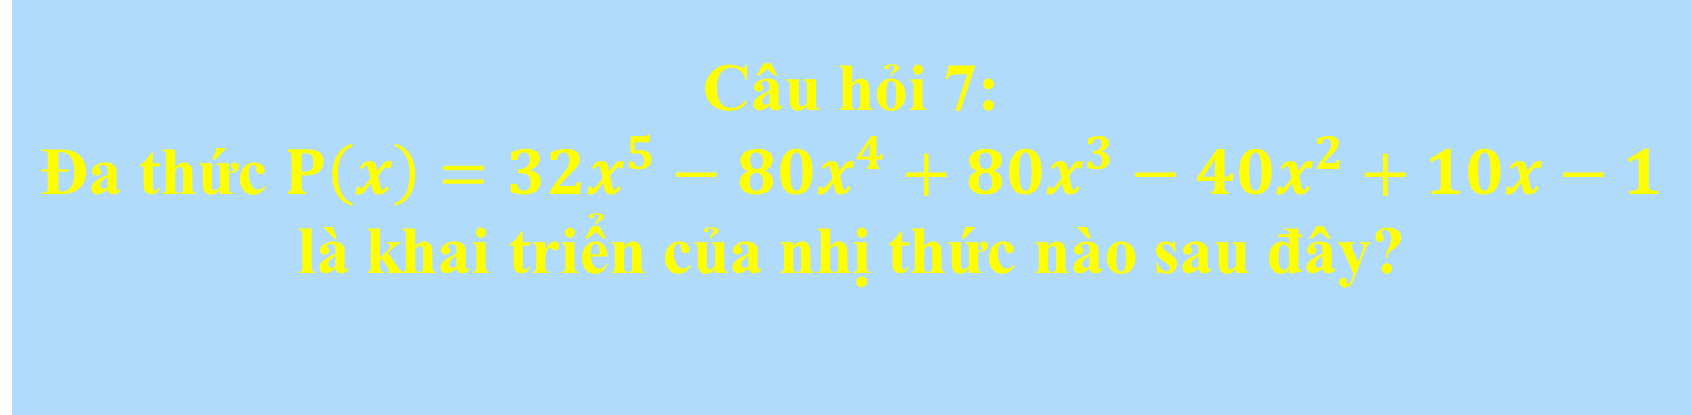 Câu hỏi 7:
Đa thức P(x) = 32x⁵ − 80x⁴ + 80x³ − 40x² + 10x − 1
là khai triển của nhị thức nào sau đây?